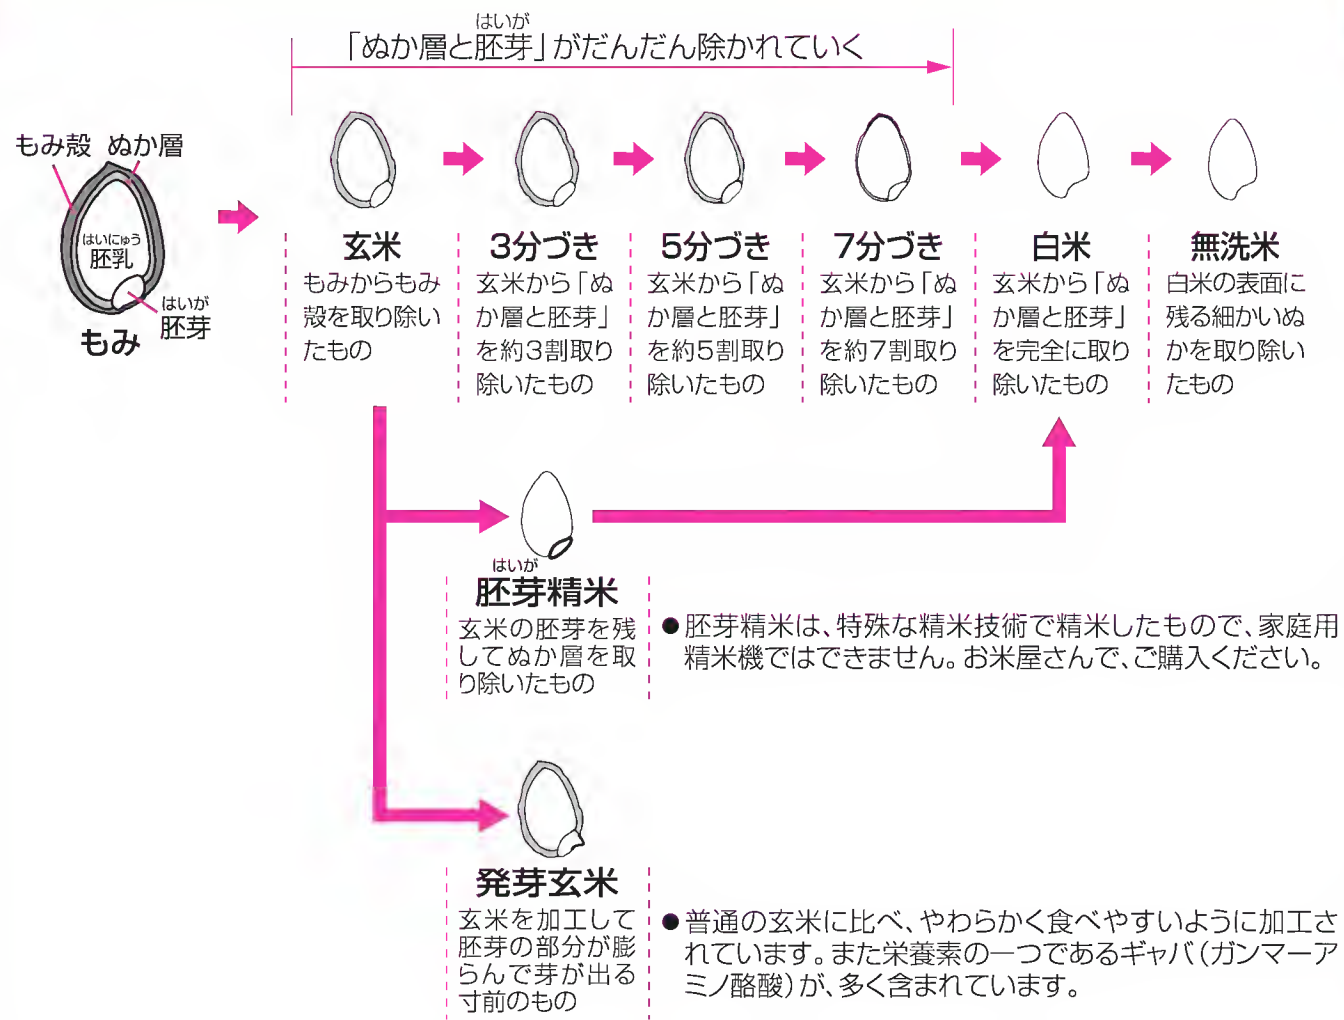 はいが
「ぬか層と胚芽」がだんだん除かれていく
もみ殻 ぬか層
はいにゅう
胚乳
はいが
胚芽
もみ
玄米
もみからもみ
殻を取り除い
たもの
3分づき
玄米から「ぬ
か層と胚芽」
を約3割取り
除いたもの
5分づき
玄米から「ぬ
か層と胚芽」
を約5割取り
除いたもの
7分づき
玄米から「ぬ
か層と胚芽」
を約7割取り
除いたもの
白米
玄米から「ぬ
か層と胚芽」
を完全に取り
除いたもの
無洗米
白米の表面に
残る細かいぬ
かを取り除い
たもの
はいが
胚芽精米
玄米の胚芽を残
してぬか層を取
り除いたもの
●胚芽精米は、特殊な精米技術で精米したもので、家庭用
精米機ではできません。お米屋さんで、ご購入ください。
発芽玄米
玄米を加工して
胚芽の部分が膨
らんで芽が出る
寸前のもの
●普通の玄米に比べ、やわらかく食べやすいように加工さ
れています。また栄養素の一つであるギャバ(ガンマーア
ミノ酪酸)が、多く含まれています。